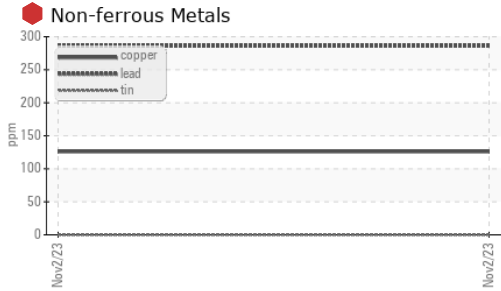 Non-ferrous Metals
300
250
200
150
100
50
0
ppm
copper
lead
tin
Nov2/23
Nov2/23